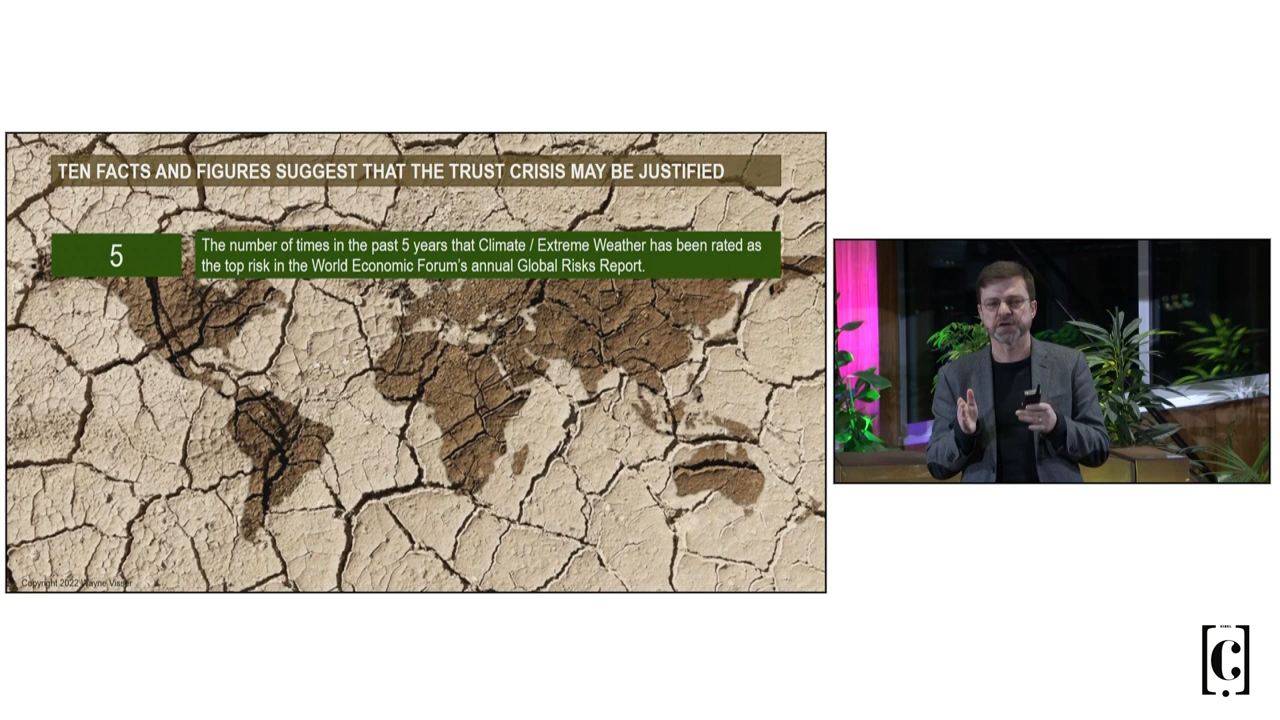 TEN FACTS AND FIGURES SUGGEST THAT THE TRUST CRISIS MAY BE JUSTIFIED
5
The number of times in the past 5 years that Climate / Extreme Weather has been rated as
the top risk in the World Economic Forum's annual Global Risks Report.
Copyright 2022 Wayne Visser
[Ç]